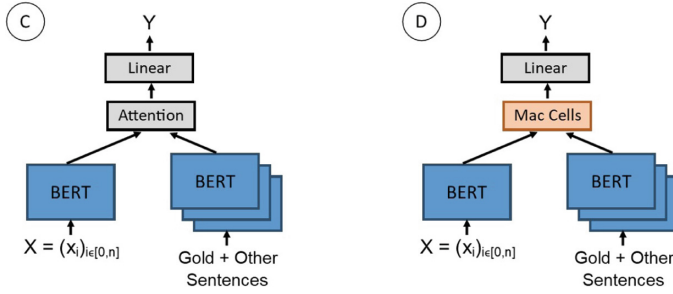 C
Y
Linear
Attention
BERT
BERT
X = (xᵢ)ᵢϵ[0,n]
Gold + Other
Sentences
D
Y
Linear
Mac Cells
BERT
BERT
X = (xᵢ)ᵢϵ[0,n]
Gold + Other
Sentences